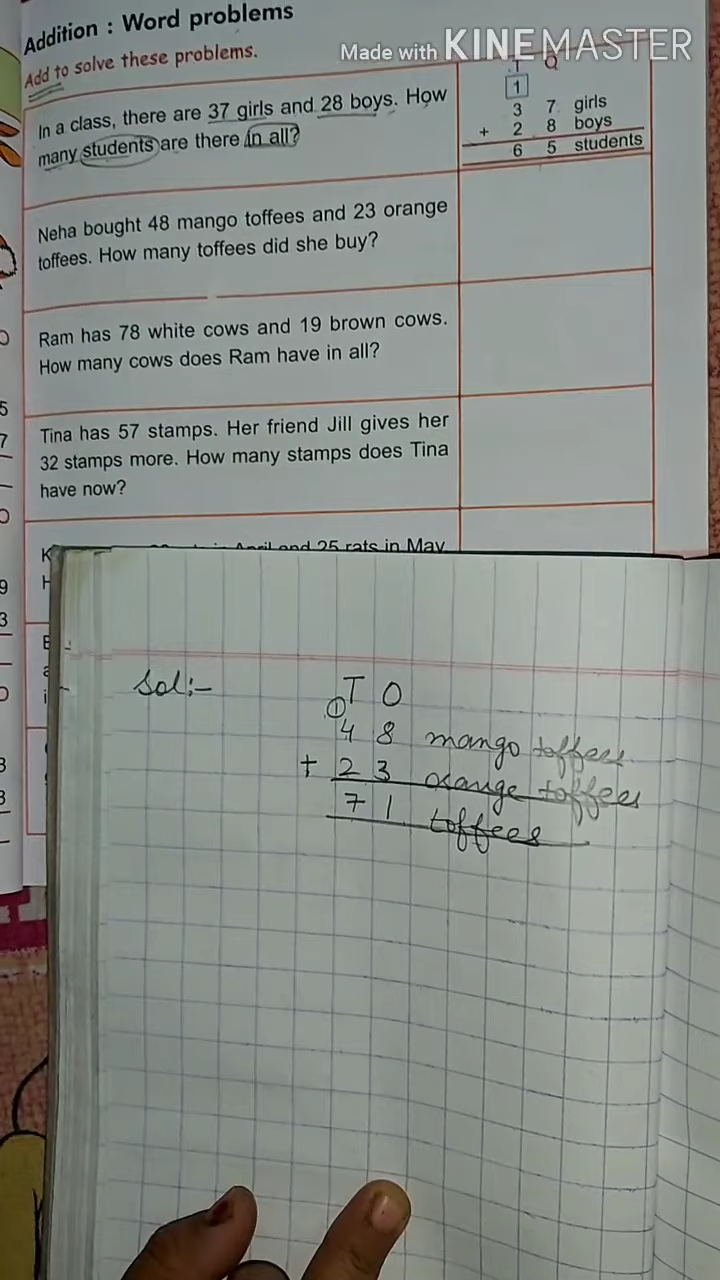 Addition : Word problems
Made with KINEMASTER
Add to solve these problems.
T O
1
In a class, there are 37 girls and 28 boys. How
many students are there in all?
3 7 girls
+ 2 8 boys
6 5 students
Neha bought 48 mango toffees and 23 orange
toffees. How many toffees did she buy?
Ram has 78 white cows and 19 brown cows.
How many cows does Ram have in all?
Tina has 57 stamps. Her friend Jill gives her
32 stamps more. How many stamps does Tina
have now?
April and 25 rats in May
Sol:-
T O
1
4 8 mango toffees
+ 2 3 orange toffees
7 1 toffees